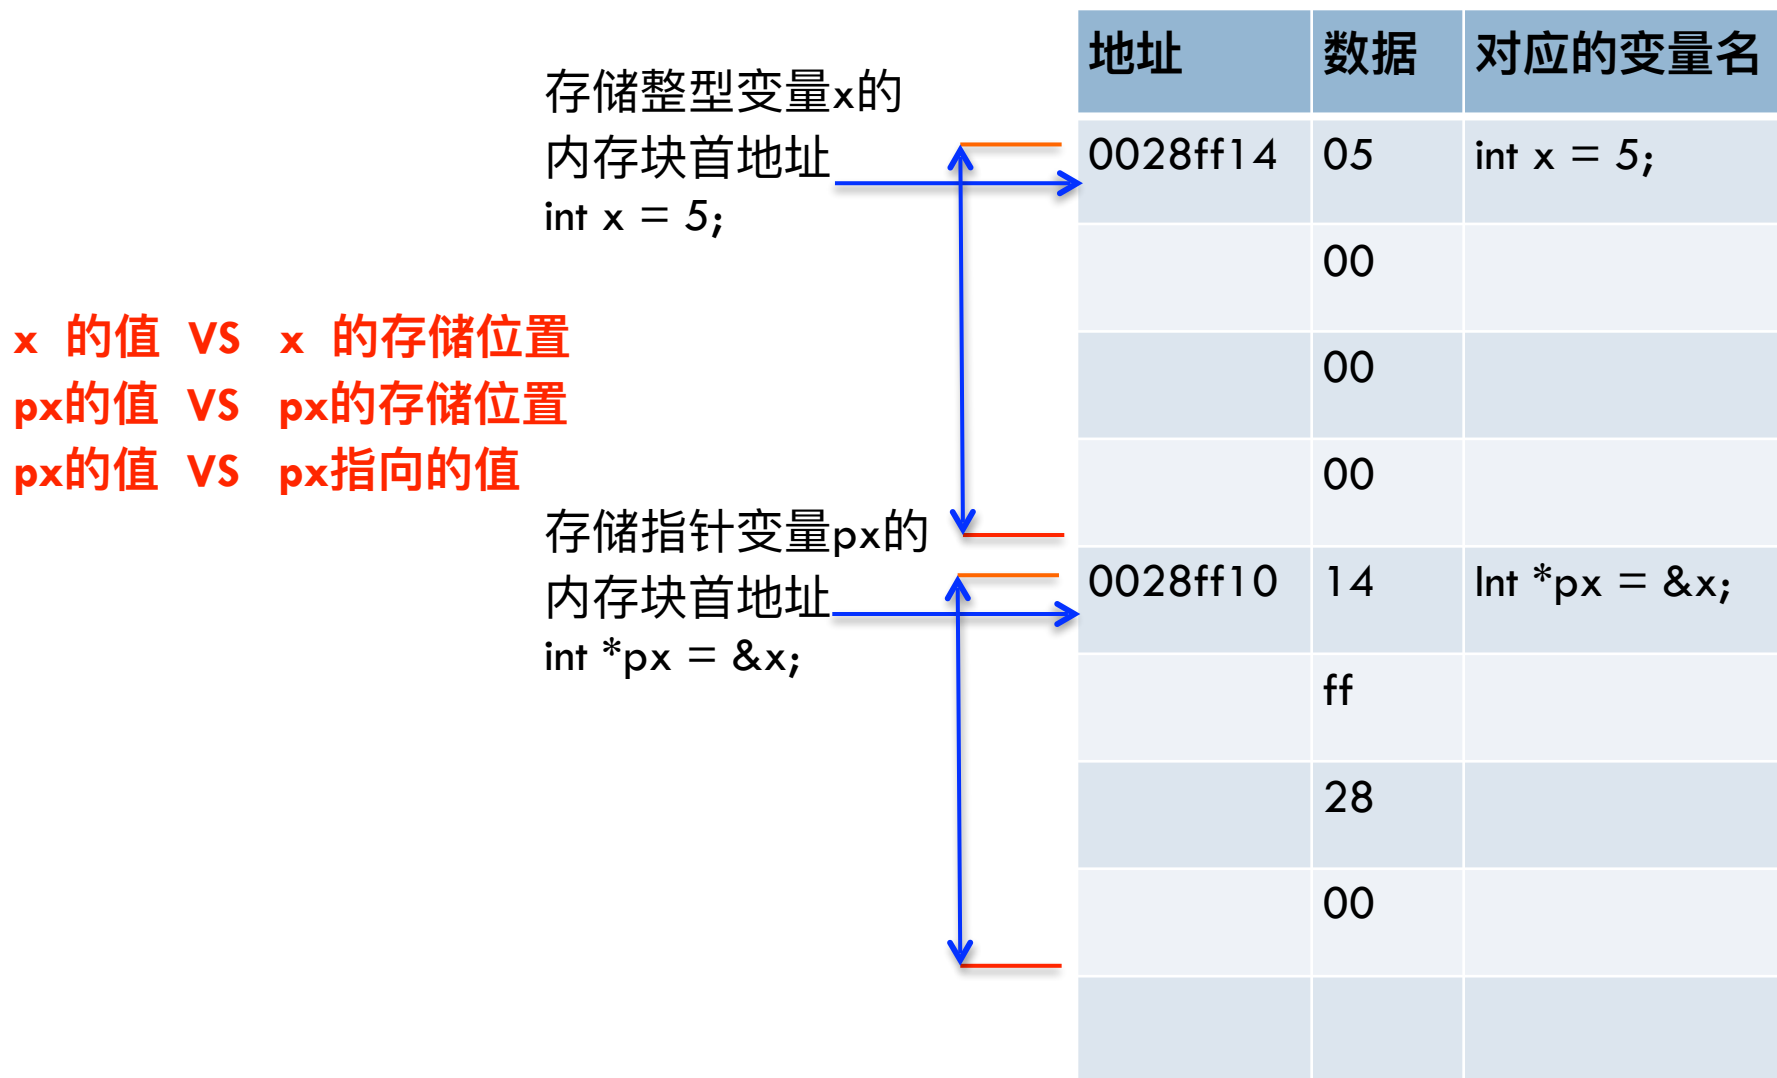 存储整型变量x的
内存块首地址
int x = 5;
x 的值 VS x 的存储位置
px的值 VS px的存储位置
px的值 VS px指向的值
存储指针变量px的
内存块首地址
int *px = &x;
地址 数据 对应的变量名
0028ff14 05 int x = 5;
00
00
00
0028ff10 14 Int *px = &x;
ff
28
00